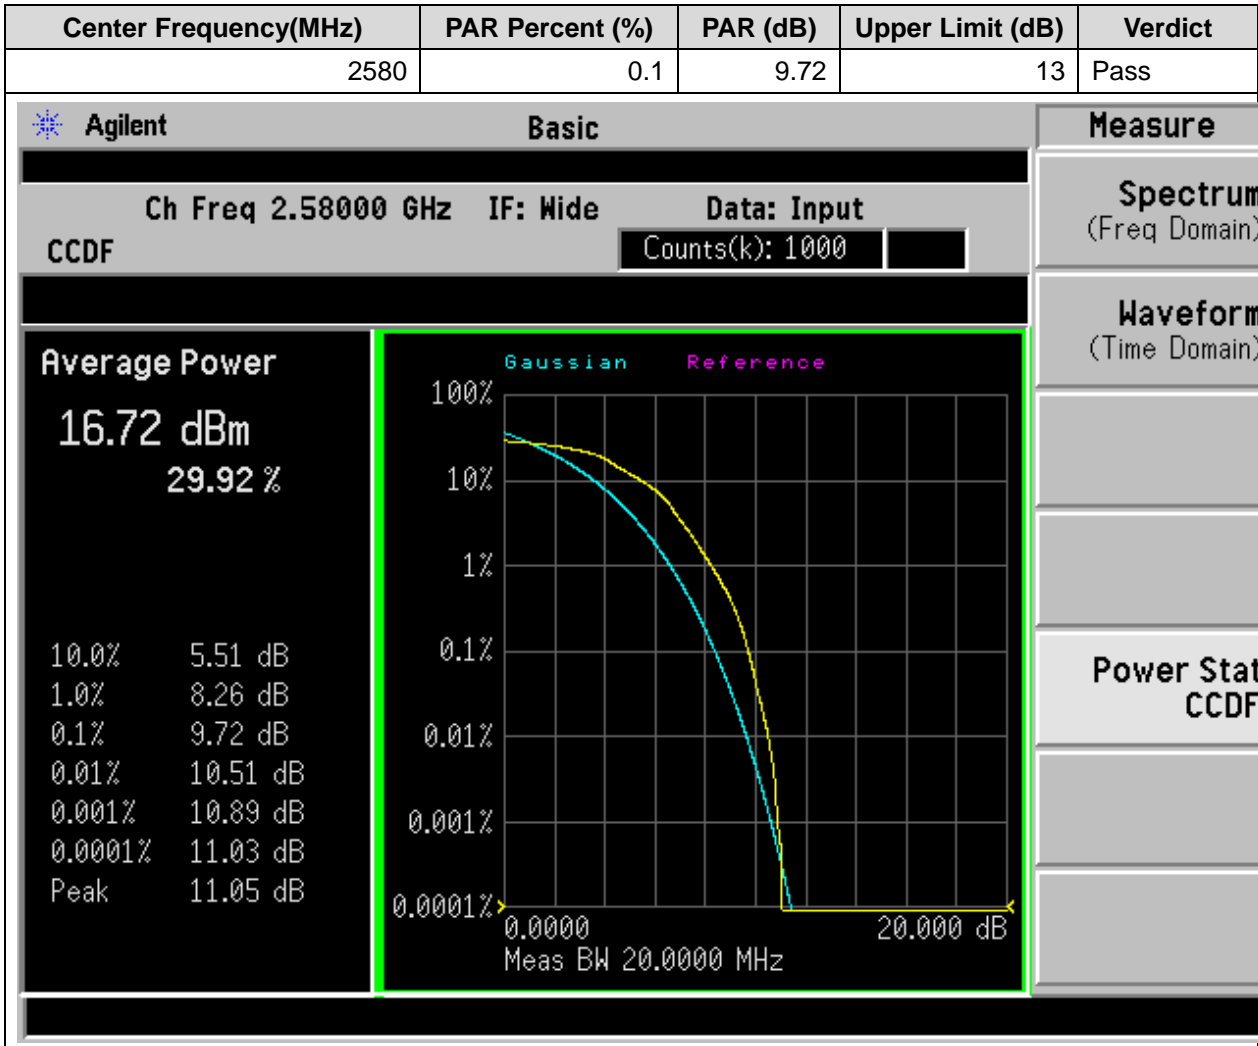 Center Frequency(MHz) PAR Percent (%) PAR (dB) Upper Limit (dB) Verdict
2580 0.1 9.72 13 Pass
Agilent Basic Measure
Ch Freq 2.58000 GHz IF: Wide Data: Input
CCDF Counts(k): 1000
Spectrum
(Freq Domain)
Waveform
(Time Domain)
Power Stat
CCDF
Average Power
16.72 dBm
29.92 %
10.0% 5.51 dB
1.0% 8.26 dB
0.1% 9.72 dB
0.01% 10.51 dB
0.001% 10.89 dB
0.0001% 11.03 dB
Peak 11.05 dB
Gaussian Reference
100%
10%
1%
0.1%
0.01%
0.001%
0.0001%
0.0000 20.000 dB
Meas BW 20.0000 MHz